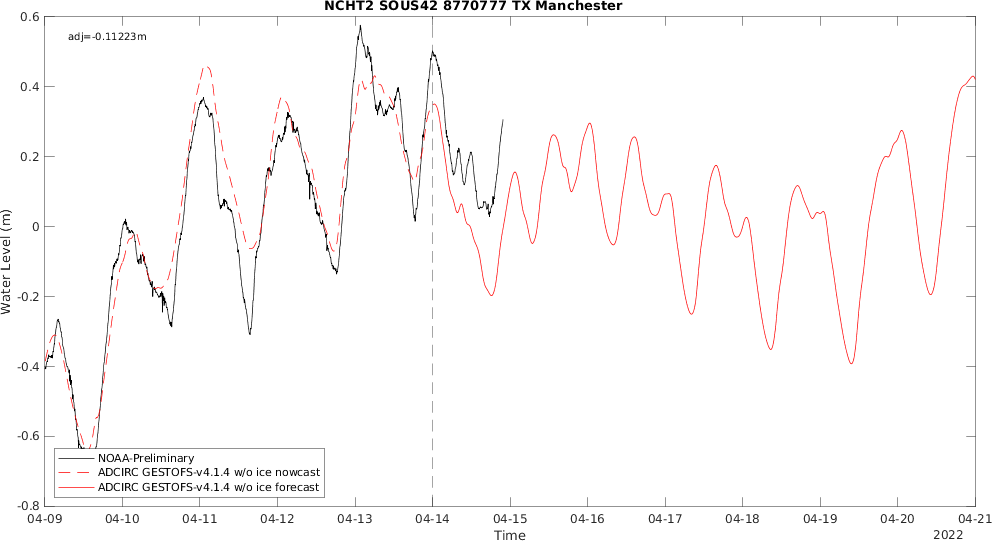 NCHT2 SOUS42 8770777 TX Manchester
adj=-0.11223m
0.6
0.4
0.2
0
-0.2
-0.4
-0.6
-0.8
Water Level (m)
NOAA-Preliminary
ADCIRC GESTOFS-v4.1.4 w/o ice nowcast
ADCIRC GESTOFS-v4.1.4 w/o ice forecast
04-09 04-10 04-11 04-12 04-13 04-14 04-15 04-16 04-17 04-18 04-19 04-20 04-21
Time
2022